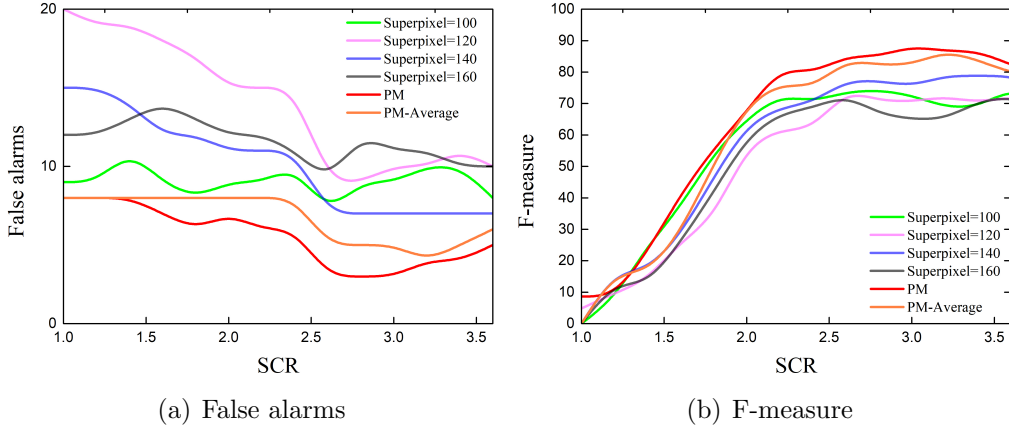 20
10
0
False alarms
1.0 1.5 2.0 2.5 3.0 3.5
SCR
Superpixel=100
Superpixel=120
Superpixel=140
Superpixel=160
PM
PM-Average
(a) False alarms
100
90
80
70
60
50
40
30
20
10
0
F-measure
1.0 1.5 2.0 2.5 3.0 3.5
SCR
Superpixel=100
Superpixel=120
Superpixel=140
Superpixel=160
PM
PM-Average
(b) F-measure